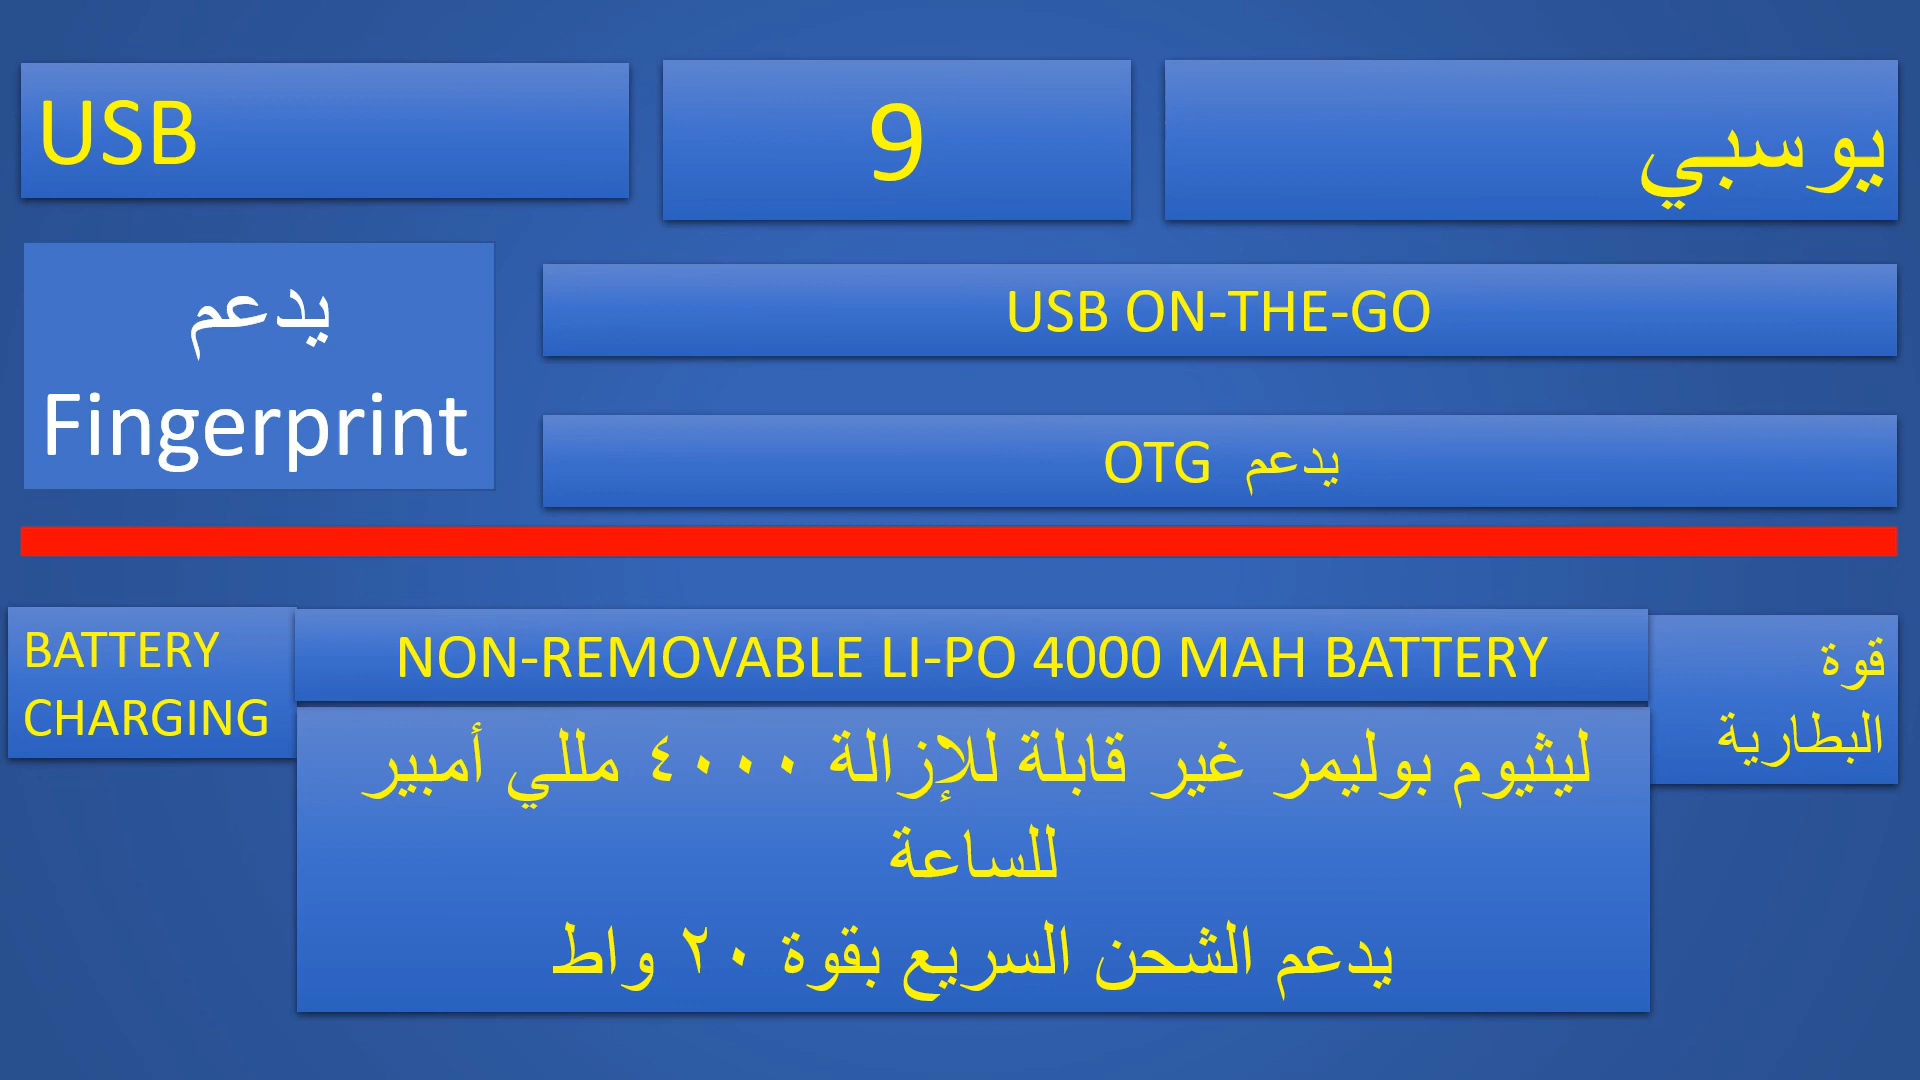 USB
9
يوسبي
يدعم
Fingerprint
USB ON-THE-GO
يدعم OTG
BATTERY
CHARGING
NON-REMOVABLE LI-PO 4000 MAH BATTERY
قوة
البطارية
ليثيوم بوليمر غير قابلة للإزالة ٤٠٠٠ مللي أمبير
للساعة
يدعم الشحن السريع بقوة ٢٠ واط